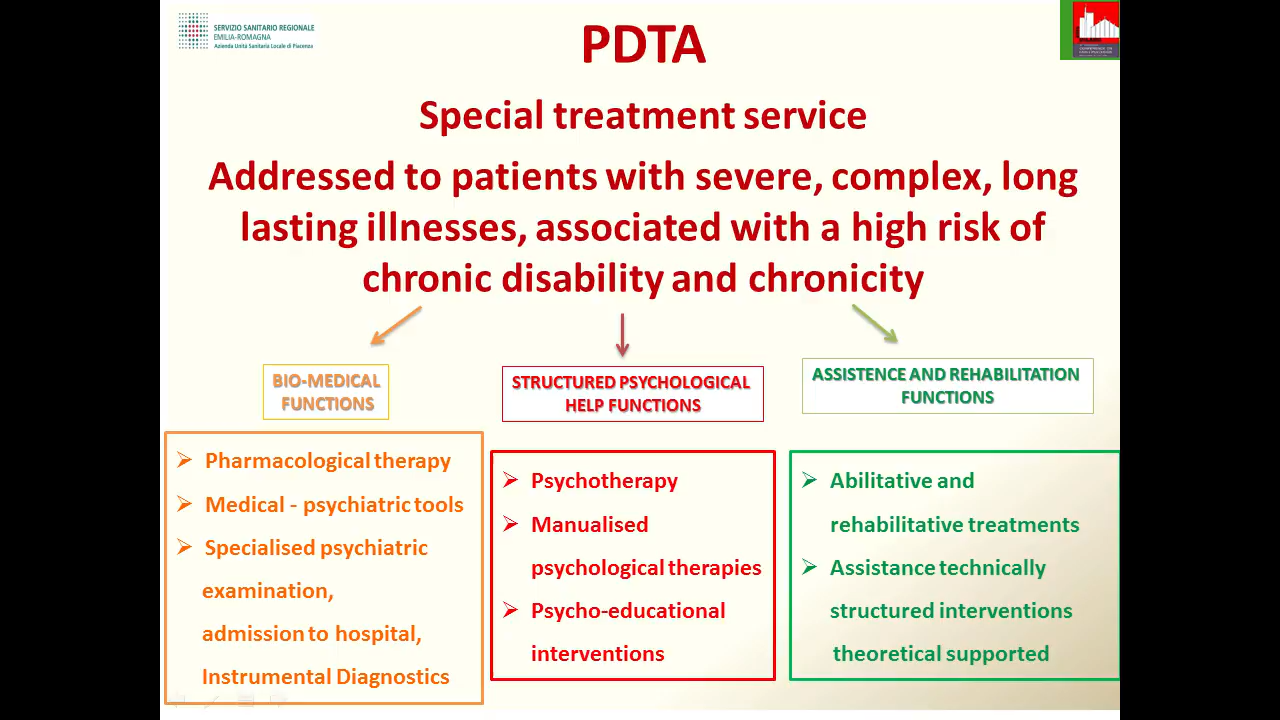 SERVIZIO SANITARIO REGIONALE
EMILIA-ROMAGNA
Azienda Unità Sanitaria Locale di Piacenza
PDTA
Special treatment service
Addressed to patients with severe, complex, long
lasting illnesses, associated with a high risk of
chronic disability and chronicity
BIO-MEDICAL
FUNCTIONS
STRUCTURED PSYCHOLOGICAL
HELP FUNCTIONS
ASSISTENCE AND REHABILITATION
FUNCTIONS
Pharmacological therapy
Medical - psychiatric tools
Specialised psychiatric
examination,
admission to hospital,
Instrumental Diagnostics
Psychotherapy
Manualised
psychological therapies
Psycho-educational
interventions
Abilitative and
rehabilitative treatments
Assistance technically
structured interventions
theoretical supported